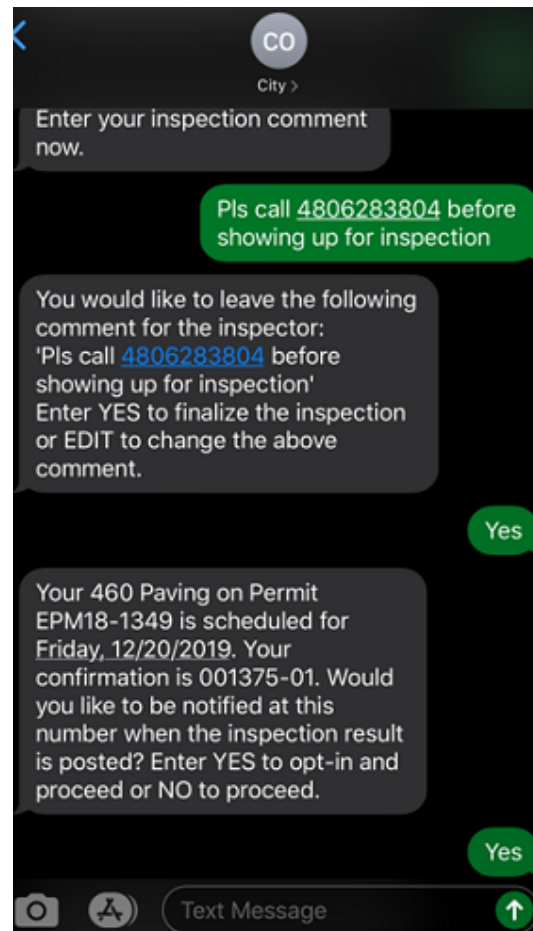 CO
City >
Enter your inspection comment
now.
Pls call 4806283804 before
showing up for inspection
You would like to leave the following
comment for the inspector:
'Pls call 4806283804 before
showing up for inspection'
Enter YES to finalize the inspection
or EDIT to change the above
comment.
Yes
Your 460 Paving on Permit
EPM18-1349 is scheduled for
Friday, 12/20/2019. Your
confirmation is 001375-01. Would
you like to be notified at this
number when the inspection result
is posted? Enter YES to opt-in and
proceed or NO to proceed.
Yes
Text Message